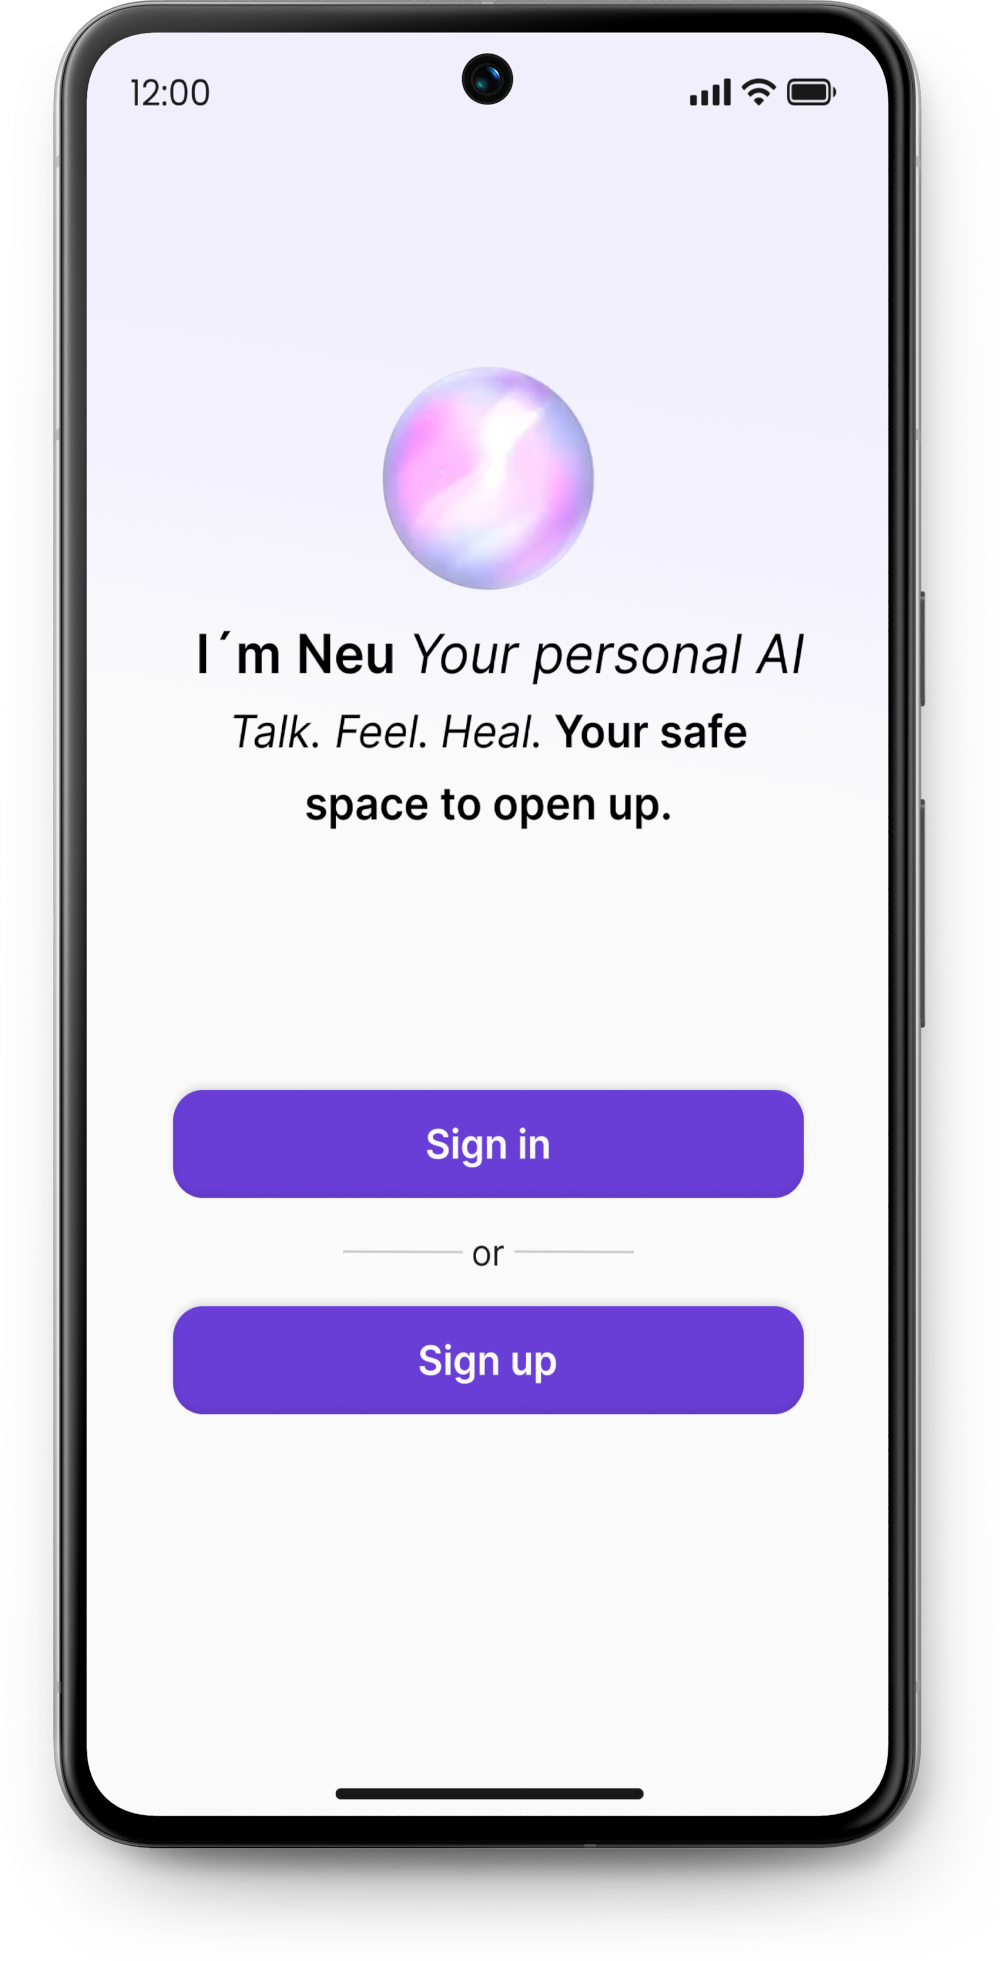 12:00
I´m Neu Your personal AI
Talk. Feel. Heal. Your safe
space to open up.
Sign in
or
Sign up